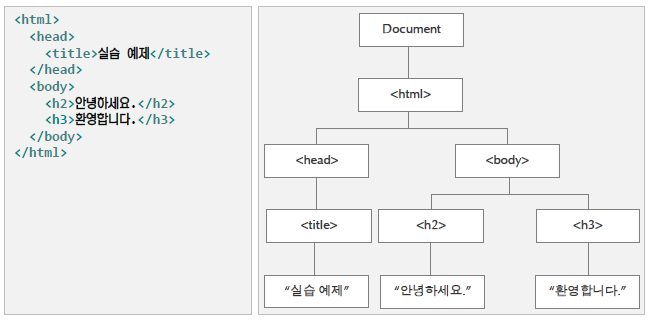 <html>
<head>
<title>실습 예제</title>
</head>
<body>
<h2>안녕하세요.</h2>
<h3>환영합니다.</h3>
</body>
</html>
Document
<html>
<head>
<body>
<title>
<h2>
<h3>
“실습 예제”
“안녕하세요.”
“환영합니다.”